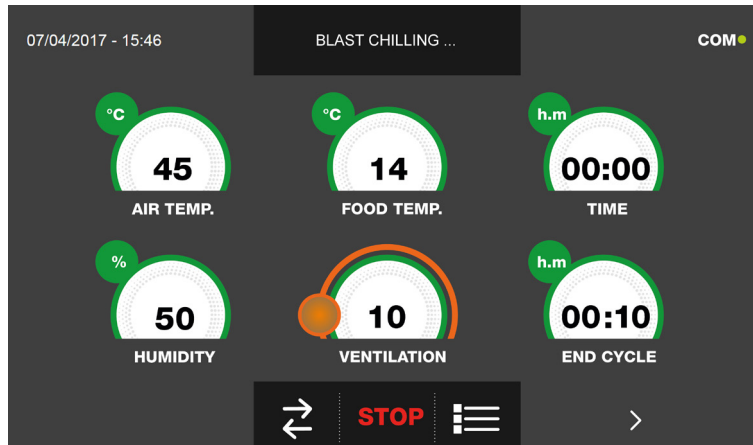 07/04/2017 - 15:46
BLAST CHILLING ...
COM
°C
45
AIR TEMP.
°C
14
FOOD TEMP.
h.m
00:00
TIME
%
50
HUMIDITY
10
VENTILATION
h.m
00:10
END CYCLE
STOP